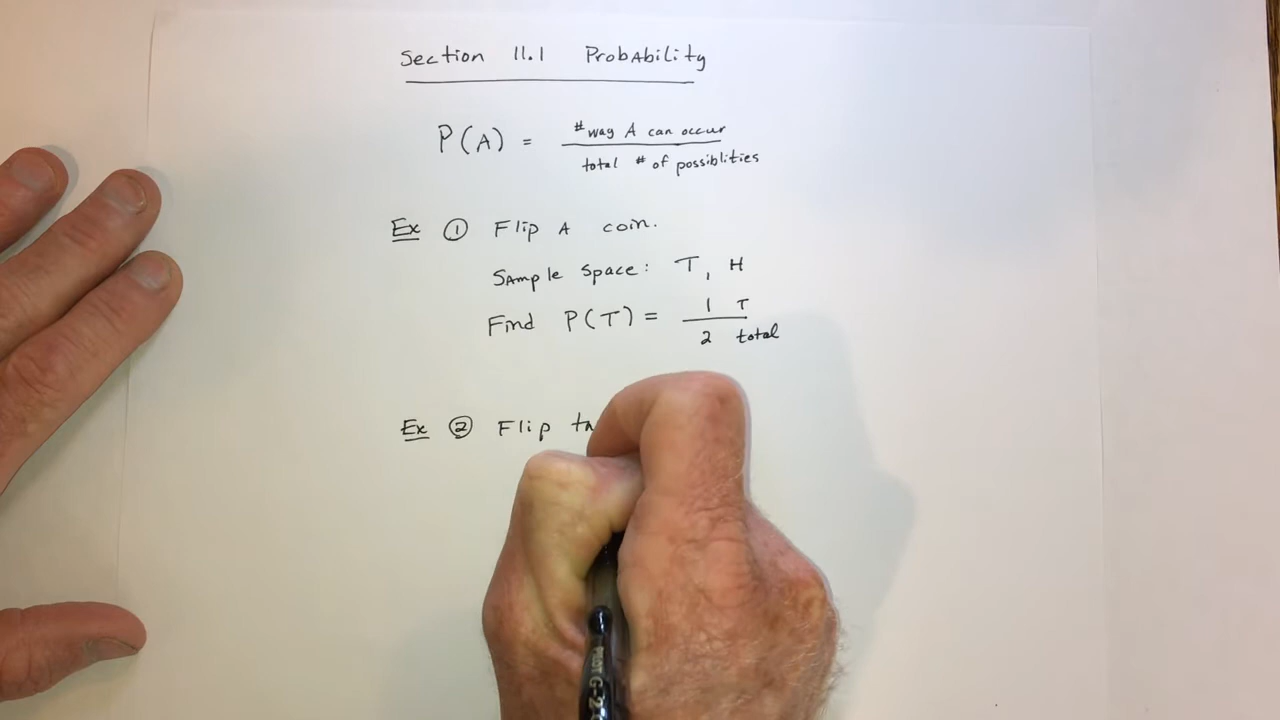 Section 11.1 Probability
P(A) = #way A can occur / total # of possiblities
Ex ① Flip A coin.
Sample Space: T, H
Find P(T) = 1 T / 2 total
Ex ② Flip
PILOT G-2